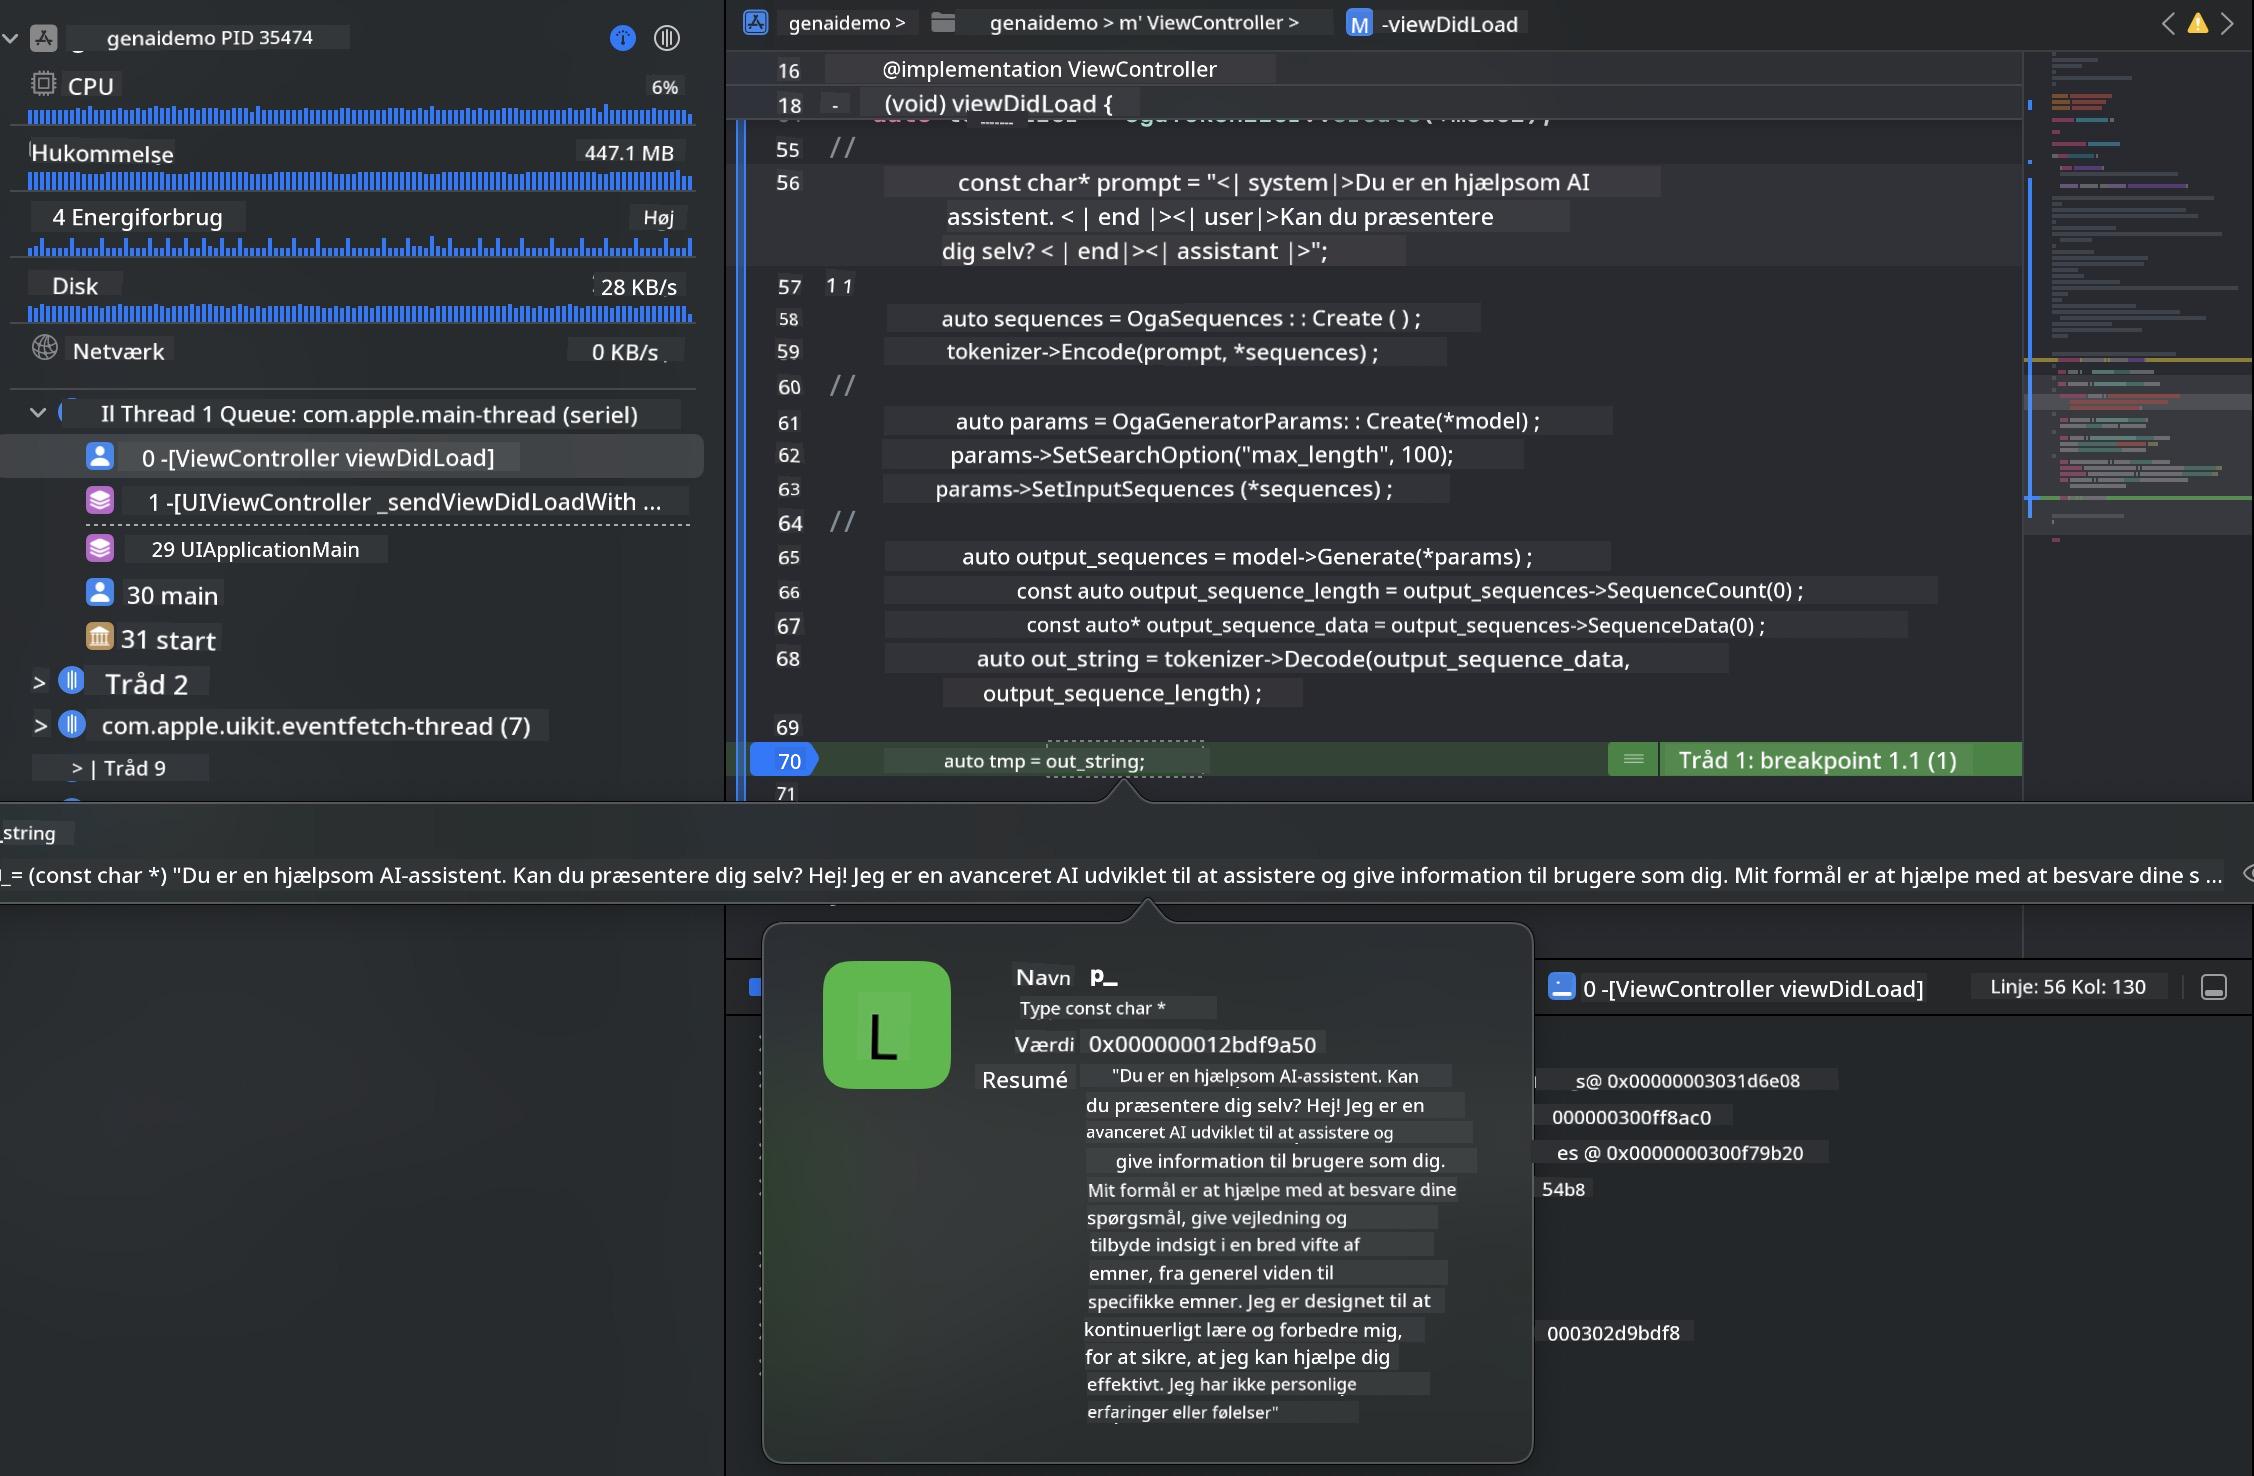 genaidemo PID 35474
CPU 6%
Hukommelse 447.1 MB
4 Energiforbrug Høj
Disk 28 KB/s
Netværk 0 KB/s
Il Thread 1 Queue: com.apple.main-thread (seriel)
0 -[ViewController viewDidLoad]
1 -[UIViewController _sendViewDidLoadWith ...
29 UIApplicationMain
30 main
31 start
> Tråd 2
> com.apple.uikit.eventfetch-thread (7)
> | Tråd 9
genaidemo > genaidemo > m' ViewController > M -viewDidLoad
16 @implementation ViewController
18 - (void) viewDidLoad {
55 //
56 const char* prompt = "<| system|>Du er en hjælpsom AI
assistent. < | end |><| user|>Kan du præsentere
dig selv? < | end|><| assistant |>";
57 1 1
58 auto sequences = OgaSequences : : Create ( ) ;
59 tokenizer->Encode(prompt, *sequences) ;
60 //
61 auto params = OgaGeneratorParams: : Create(*model) ;
62 params->SetSearchOption("max_length", 100);
63 params->SetInputSequences (*sequences) ;
64 //
65 auto output_sequences = model->Generate(*params) ;
66 const auto output_sequence_length = output_sequences->SequenceCount(0) ;
67 const auto* output_sequence_data = output_sequences->SequenceData(0) ;
68 auto out_string = tokenizer->Decode(output_sequence_data,
output_sequence_length) ;
69
70 auto tmp = out_string; Tråd 1: breakpoint 1.1 (1)
71
_string
_= (const char *) "Du er en hjælpsom AI-assistent. Kan du præsentere dig selv? Hej! Jeg er en avanceret AI udviklet til at assistere og give information til brugere som dig. Mit formål er at hjælpe med at besvare dine s ...
L
Navn p_
Type const char *
Værdi 0x000000012bdf9a50
Resumé "Du er en hjælpsom AI-assistent. Kan
du præsentere dig selv? Hej! Jeg er en
avanceret AI udviklet til at assistere og
give information til brugere som dig.
Mit formål er at hjælpe med at besvare dine
spørgsmål, give vejledning og
tilbyde indsigt i en bred vifte af
emner, fra generel viden til
specifikke emner. Jeg er designet til at
kontinuerligt lære og forbedre mig,
for at sikre, at jeg kan hjælpe dig
effektivt. Jeg har ikke personlige
erfaringer eller følelser"
0 -[ViewController viewDidLoad] Linje: 56 Kol: 130
_s@ 0x00000003031d6e08
000000300ff8ac0
es @ 0x0000000300f79b20
54b8
000302d9bdf8